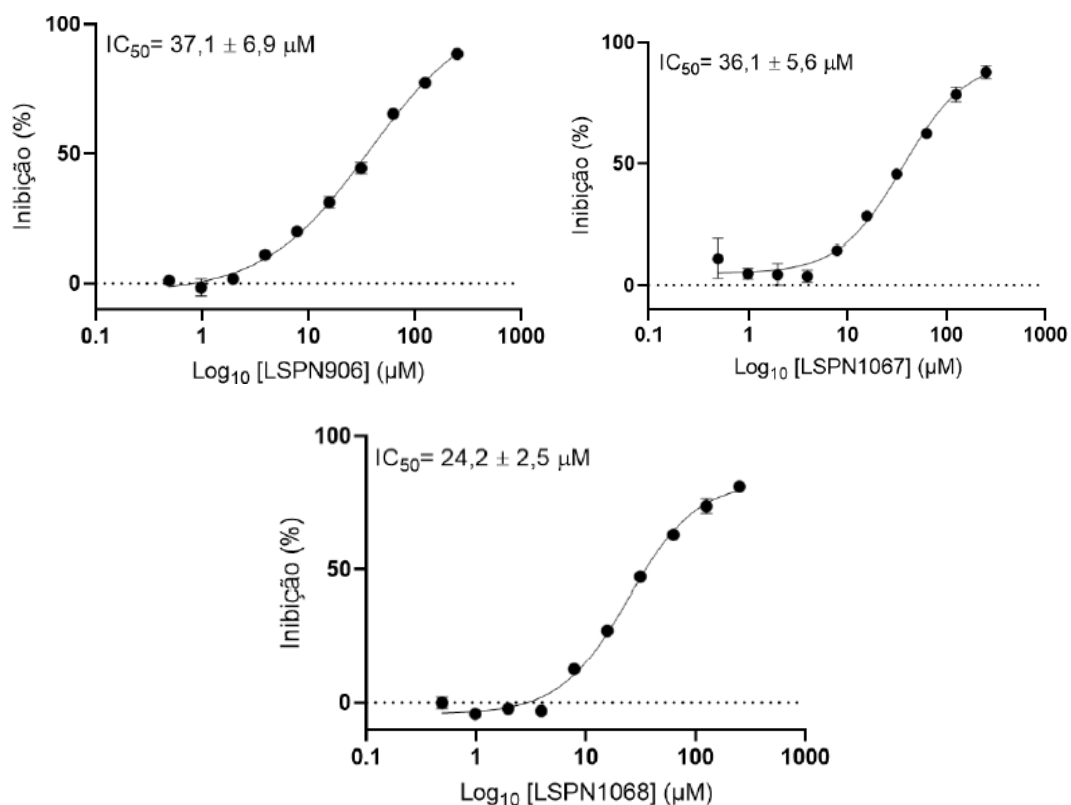 100
IC50= 37,1 ± 6,9 µM
50
0
Inibição (%)
0.1 1 10 100 1000
Log10 [LSPN906] (µM)
100
IC50= 36,1 ± 5,6 µM
50
0
Inibição (%)
0.1 1 10 100 1000
Log10 [LSPN1067] (µM)
100
IC50= 24,2 ± 2,5 µM
50
0
Inibição (%)
0.1 1 10 100 1000
Log10 [LSPN1068] (µM)